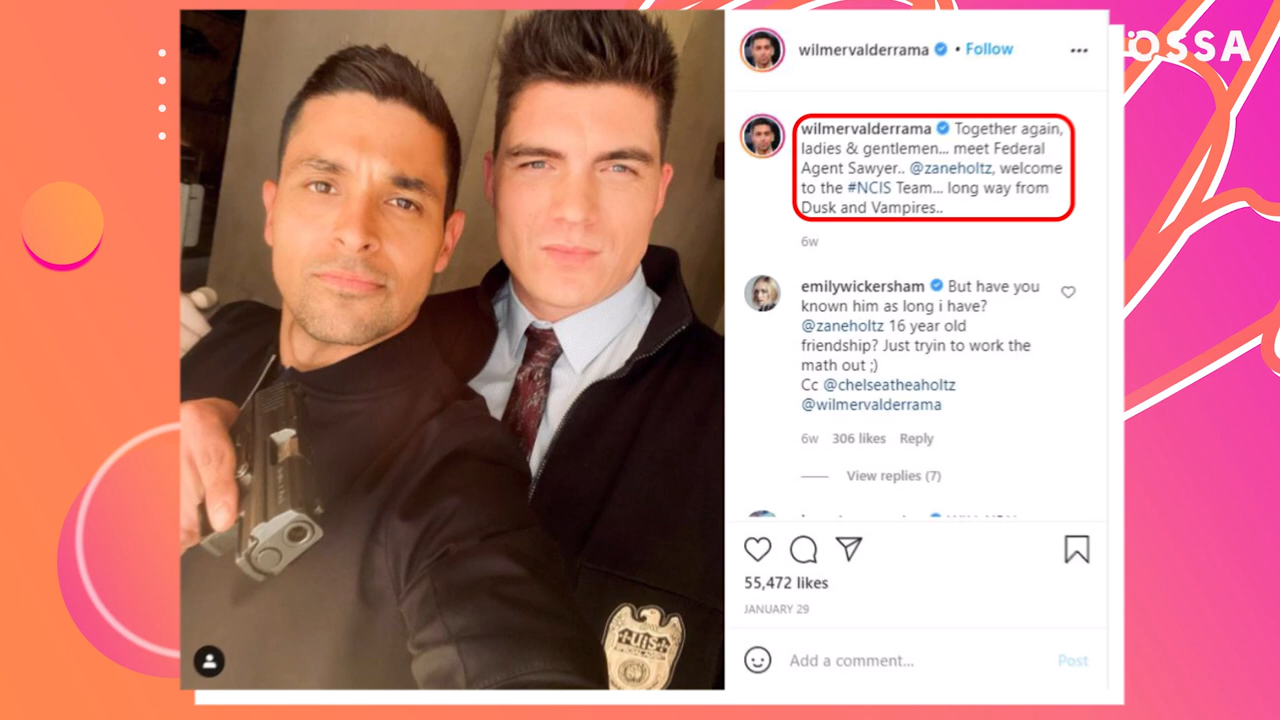 OSSA
wilmervalderrama • Follow
wilmervalderrama Together again,
ladies & gentlemen... meet Federal
Agent Sawyer.. @zaneholtz, welcome
to the #NCIS Team... long way from
Dusk and Vampires..
6w
emilywickersham But have you
known him as long i have?
@zaneholtz 16 year old
friendship? Just tryin to work the
math out ;)
Cc @chelseatheaholtz
@wilmervalderrama
6w 306 likes Reply
View replies (7)
55,472 likes
JANUARY 29
Add a comment... Post